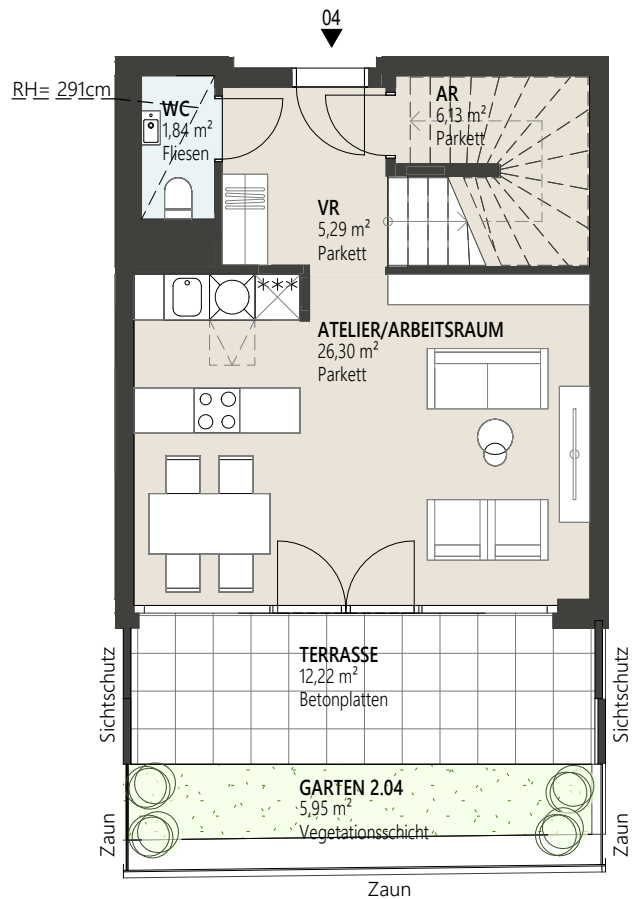 04
RH= 291cm
WC
1,84 m²
Fliesen
AR
6,13 m²
Parkett
VR
5,29 m²
Parkett
ATELIER/ARBEITSRAUM
26,30 m²
Parkett
Sichtschutz
TERRASSE
12,22 m²
Betonplatten
Sichtschutz
Zaun
GARTEN 2.04
5,95 m²
Vegetationsschicht
Zaun
Zaun